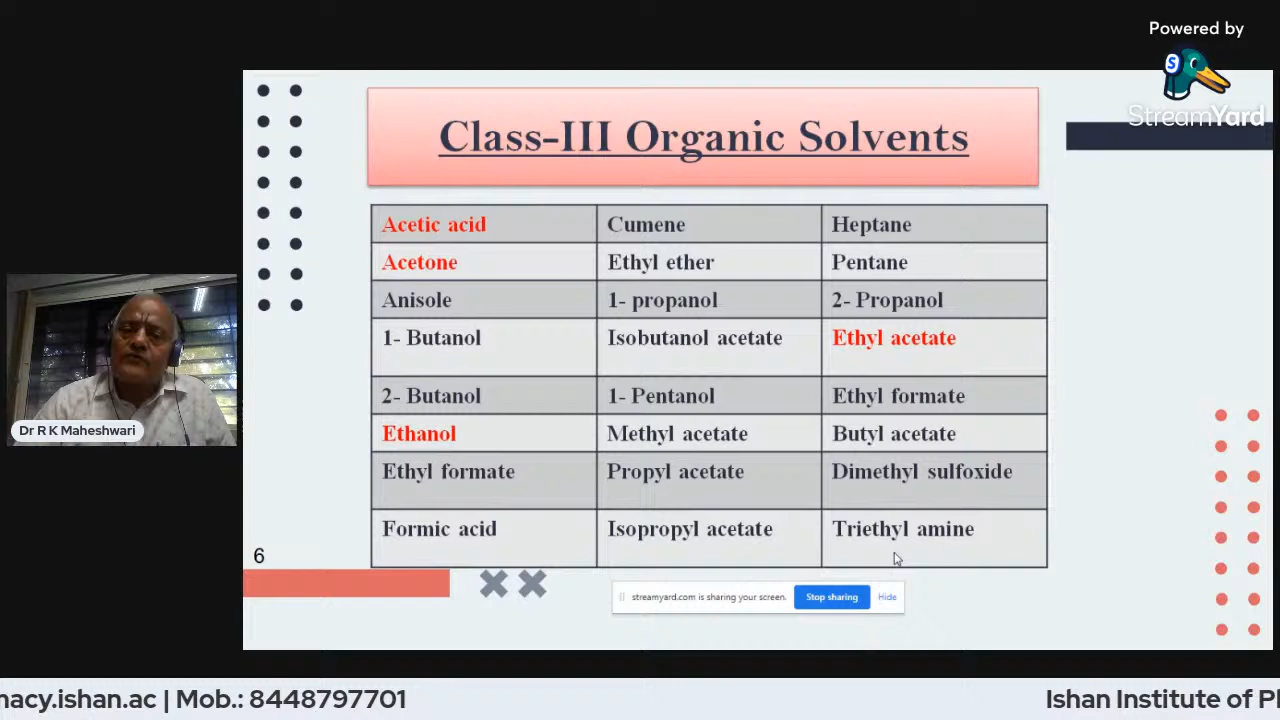 Powered by
StreamYard
Class-III Organic Solvents
Acetic acid Cumene Heptane
Acetone Ethyl ether Pentane
Anisole 1- propanol 2- Propanol
1- Butanol Isobutanol acetate Ethyl acetate
2- Butanol 1- Pentanol Ethyl formate
Ethanol Methyl acetate Butyl acetate
Ethyl formate Propyl acetate Dimethyl sulfoxide
Formic acid Isopropyl acetate Triethyl amine
Dr R K Maheshwari
6
streamyard.com is sharing your screen. Stop sharing Hide
macy.ishan.ac | Mob.: 8448797701 Ishan Institute of